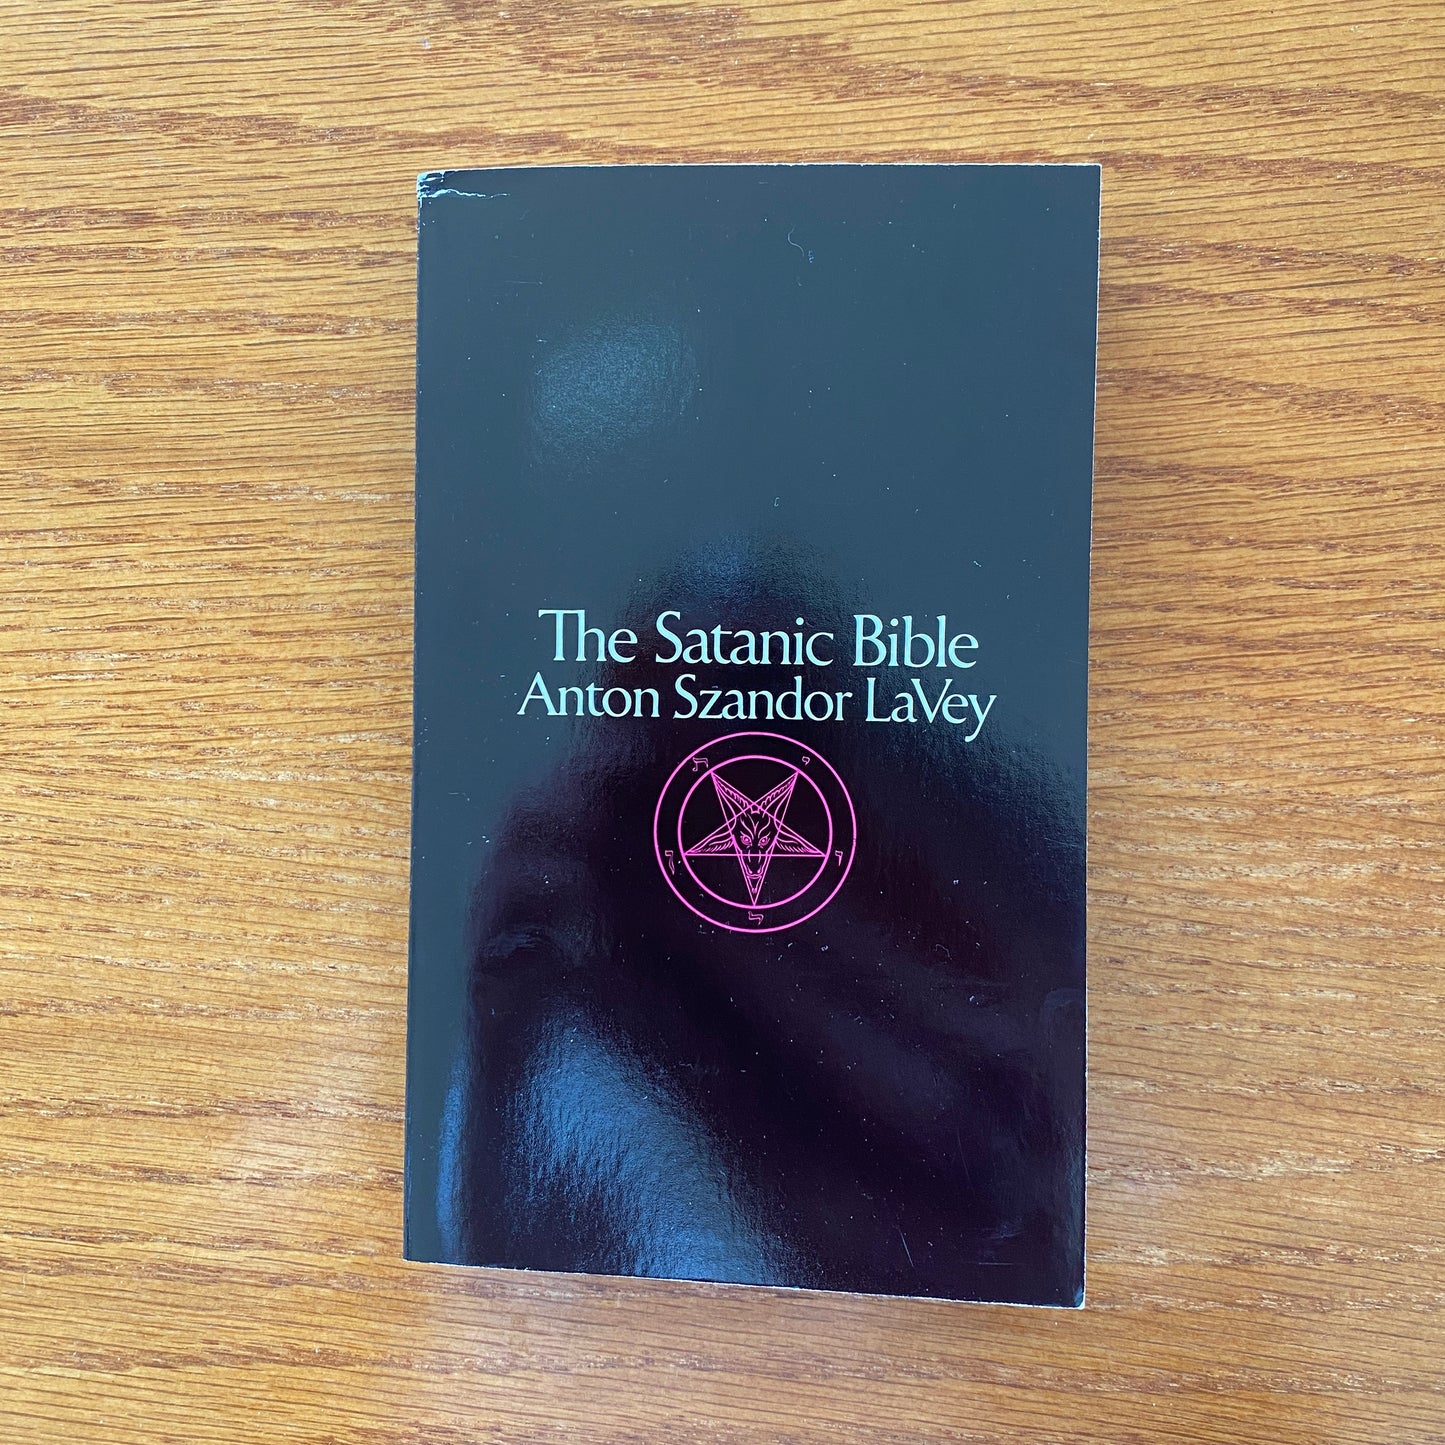 The Satanic Bible
Anton Szandor LaVey
ת
י
ו
ל
ן